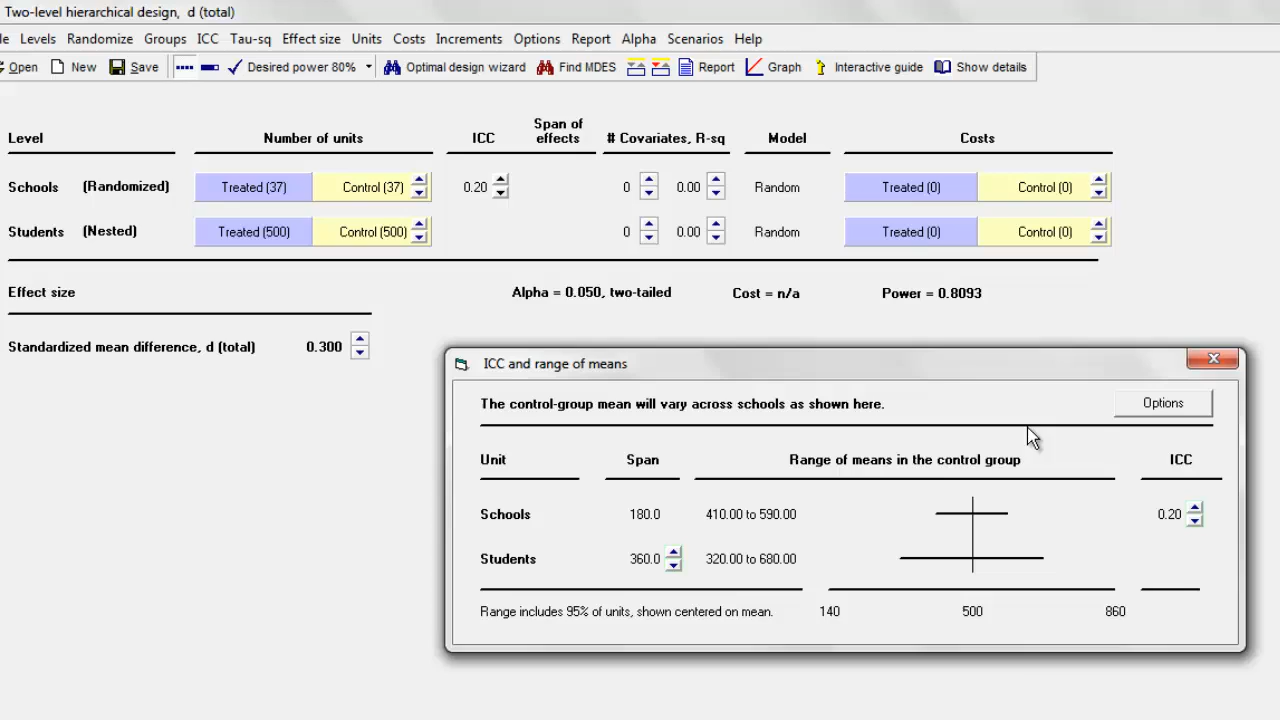 Two-level hierarchical design, d (total)
le Levels Randomize Groups ICC Tau-sq Effect size Units Costs Increments Options Report Alpha Scenarios Help
Open New Save Desired power 80% Optimal design wizard Find MDES Report Graph Interactive guide Show details
Level Number of units ICC Span of effects # Covariates, R-sq Model Costs
Schools (Randomized) Treated (37) Control (37) 0.20 0 0.00 Random Treated (0) Control (0)
Students (Nested) Treated (500) Control (500) 0 0.00 Random Treated (0) Control (0)
Effect size Alpha = 0.050, two-tailed Cost = n/a Power = 0.8093
Standardized mean difference, d (total) 0.300
ICC and range of means
The control-group mean will vary across schools as shown here. Options
Unit Span Range of means in the control group ICC
Schools 180.0 410.00 to 590.00 0.20
Students 360.0 320.00 to 680.00
Range includes 95% of units, shown centered on mean. 140 500 860